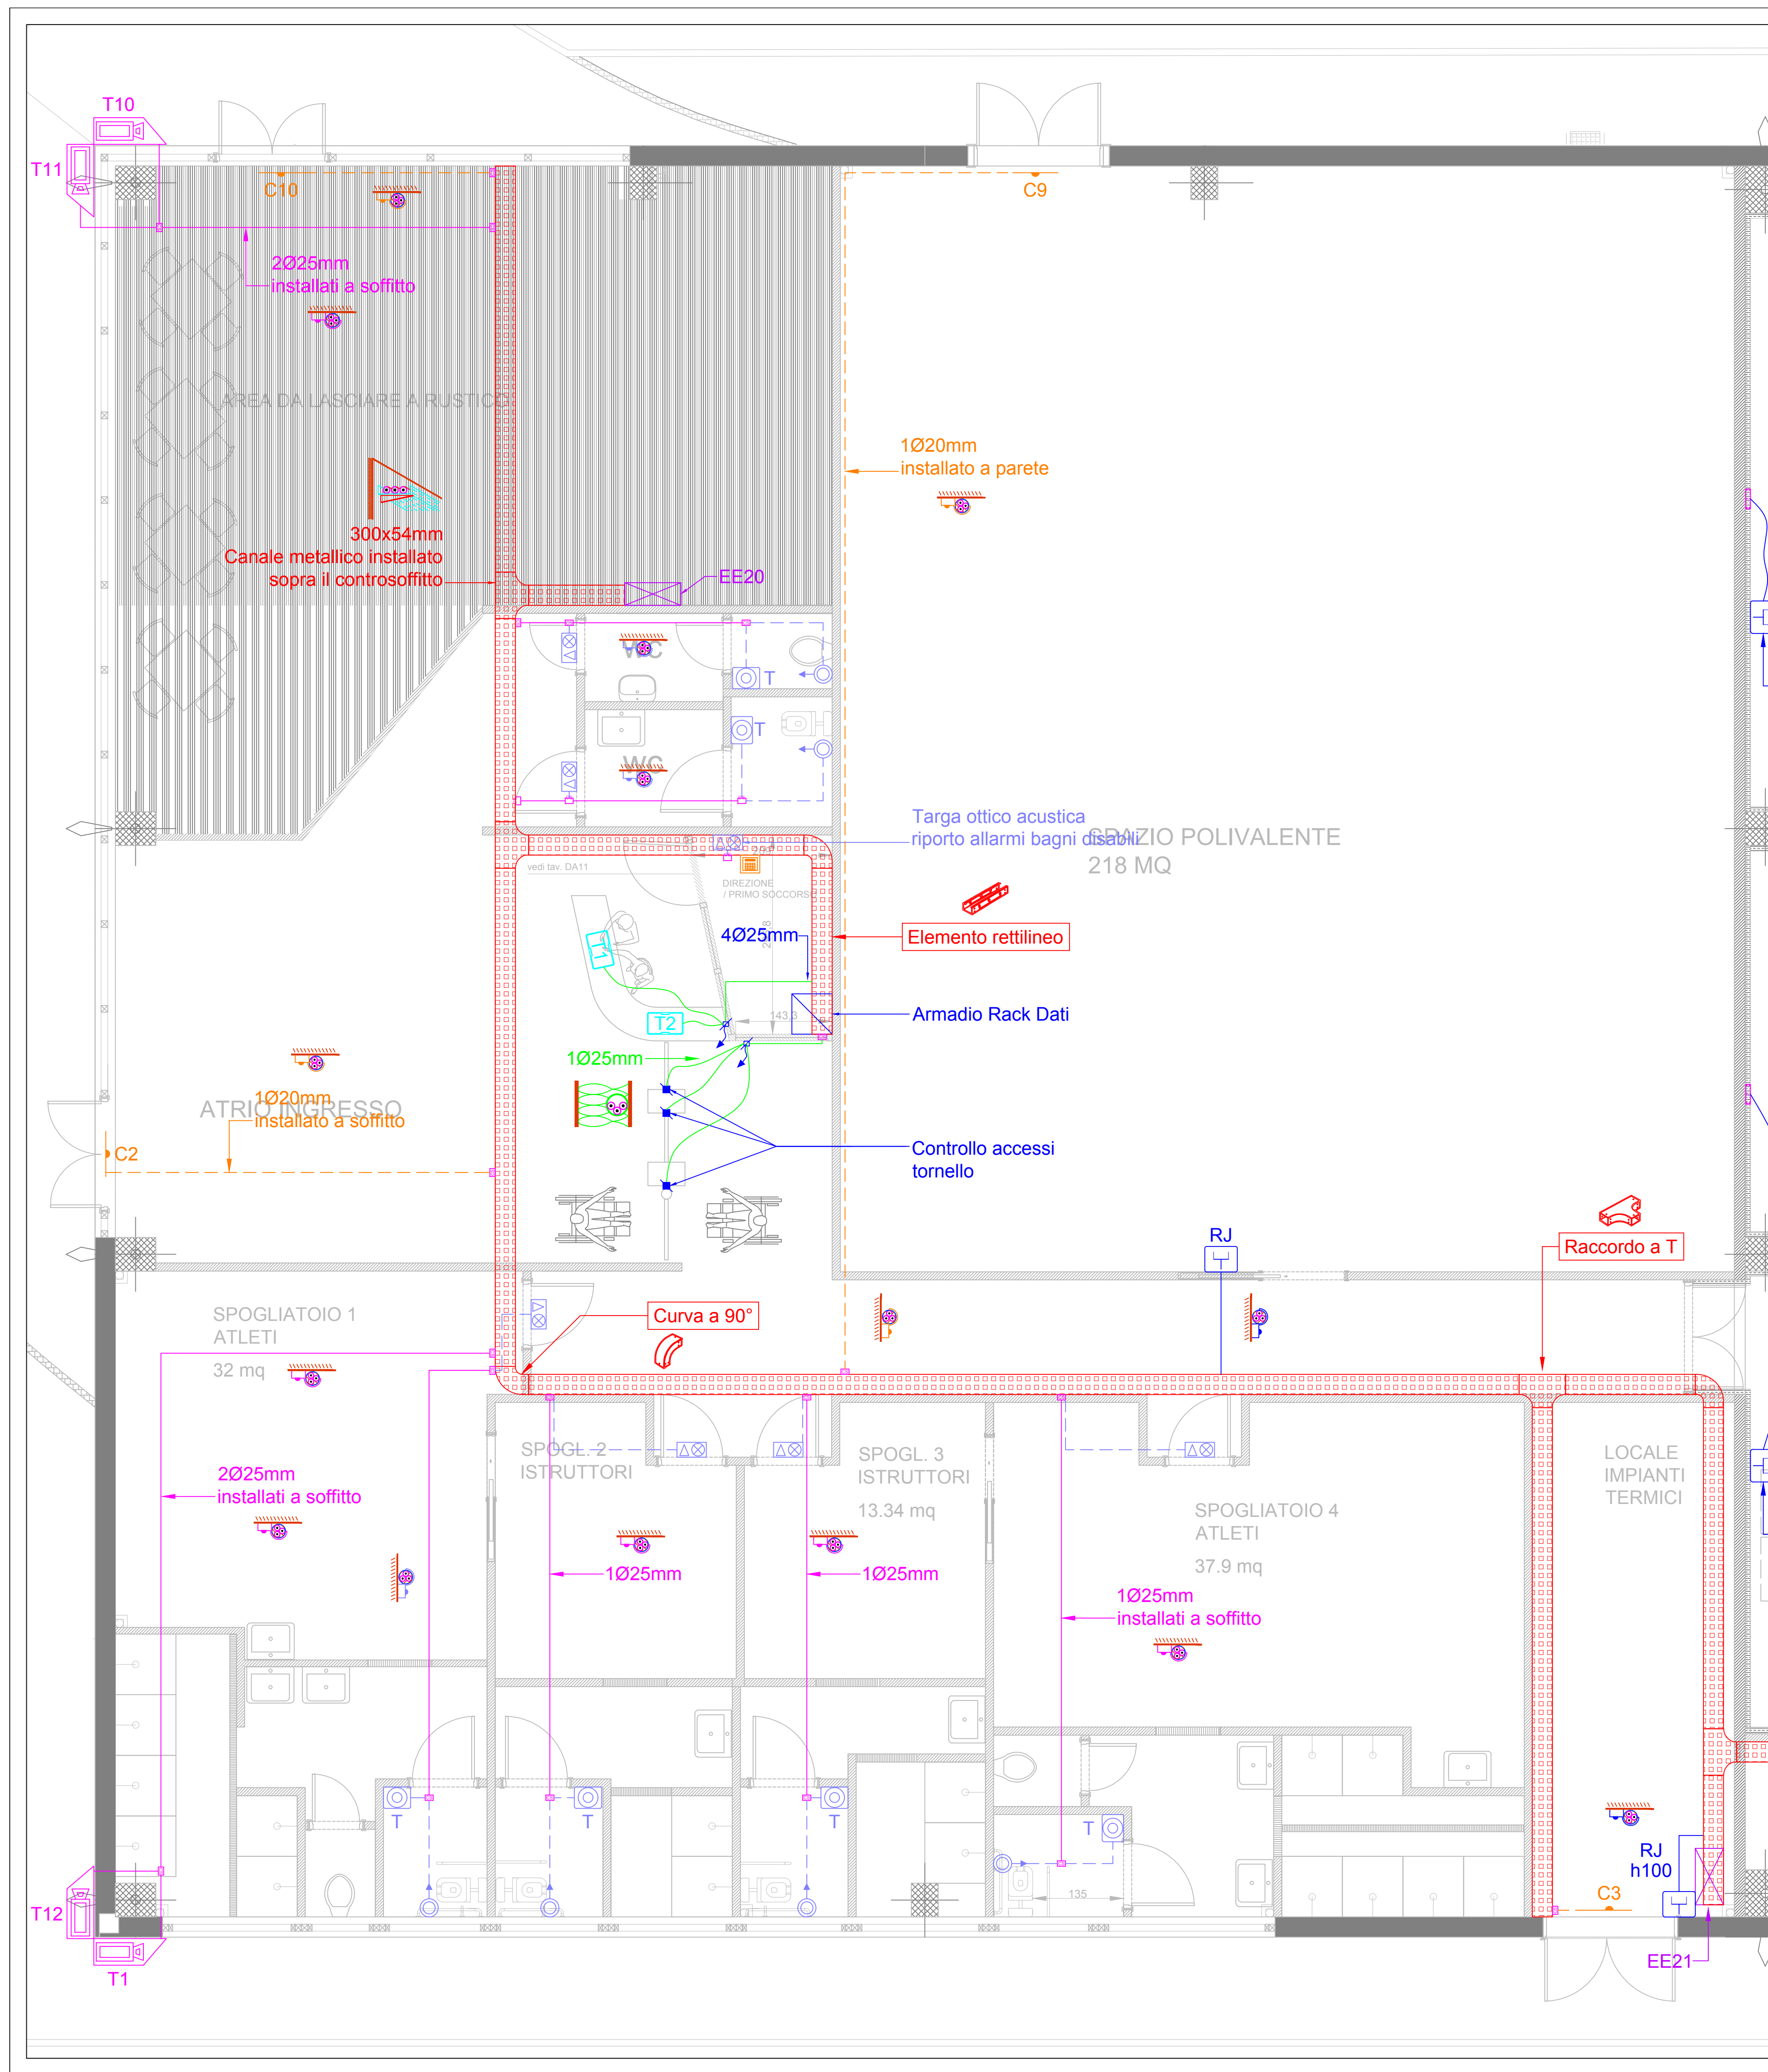 T10
T11
C10
C9
2Ø25mm
installati a soffitto
AREA DA LASCIARE A RUSTICO
1Ø20mm
installato a parete
300x54mm
Canale metallico installato
sopra il controsoffitto
EE20
WC
T
T
WC
Targa ottico acustica
riporto allarmi bagni disabili
SPAZIO POLIVALENTE
218 MQ
vedi tav. DA11
DIREZIONE
/ PRIMO SOCCORSO
Elemento rettilineo
4Ø25mm
T1
T2
143.3
Armadio Rack Dati
1Ø25mm
ATRIO INGRESSO
1Ø20mm
installato a soffitto
C2
Controllo accessi
tornello
RJ
Raccordo a T
SPOGLIATOIO 1
ATLETI
32 mq
Curva a 90°
SPOGL. 2
ISTRUTTORI
SPOGL. 3
ISTRUTTORI
13.34 mq
LOCALE
IMPIANTI
TERMICI
2Ø25mm
installati a soffitto
SPOGLIATOIO 4
ATLETI
37.9 mq
1Ø25mm
1Ø25mm
1Ø25mm
installati a soffitto
T
T
T
T
RJ
h100
135
C3
T12
T1
EE21